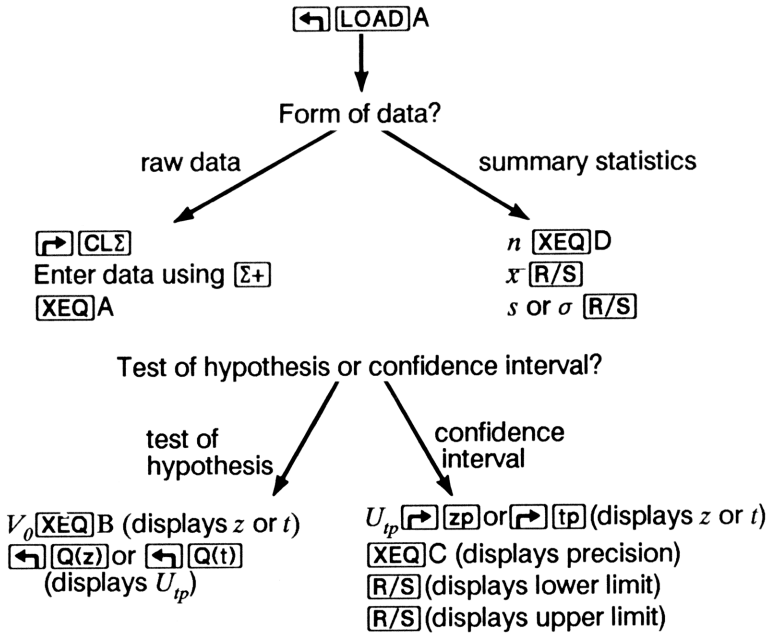 ↰ LOAD A
Form of data?
raw data
summary statistics
↱ CLΣ
Enter data using Σ+
XEQ A
n XEQ D
x̄ R/S
s or σ R/S
Test of hypothesis or confidence interval?
test of
hypothesis
confidence
interval
V₀ XEQ B (displays z or t)
↰ Q(z) or ↰ Q(t)
(displays Uₜₚ)
Uₜₚ ↱ zp or ↱ tp (displays z or t)
XEQ C (displays precision)
R/S (displays lower limit)
R/S (displays upper limit)